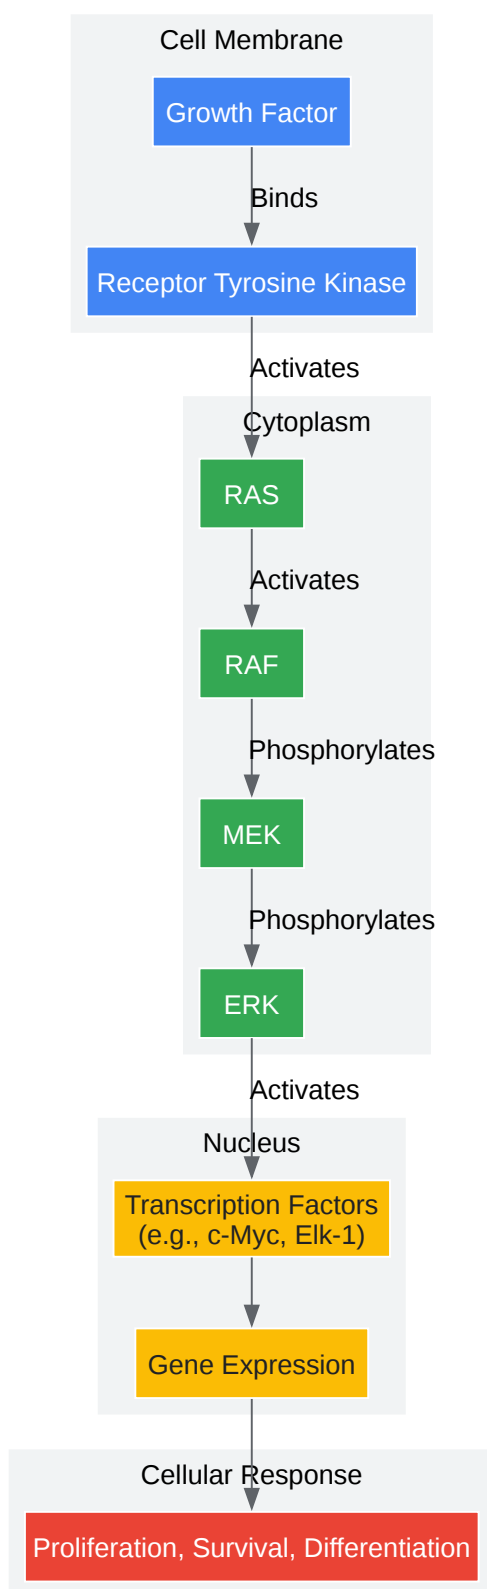 Cell Membrane
Growth Factor
Binds
Receptor Tyrosine Kinase
Activates
Cytoplasm
RAS
Activates
RAF
Phosphorylates
MEK
Phosphorylates
ERK
Activates
Nucleus
Transcription Factors
(e.g., c-Myc, Elk-1)
Gene Expression
Cellular Response
Proliferation, Survival, Differentiation